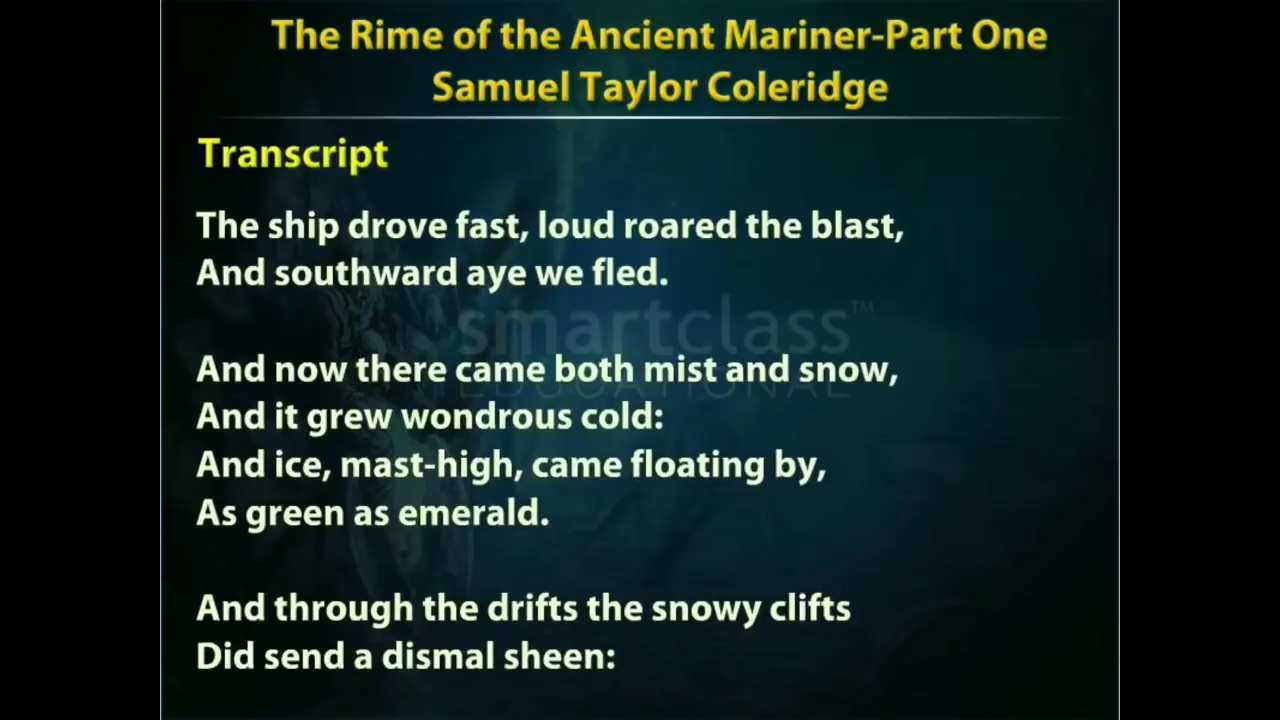 The Rime of the Ancient Mariner-Part One
Samuel Taylor Coleridge
Transcript
The ship drove fast, loud roared the blast,
And southward aye we fled.
smartclass™
EDUCATIONAL
And now there came both mist and snow,
And it grew wondrous cold:
And ice, mast-high, came floating by,
As green as emerald.
And through the drifts the snowy clifts
Did send a dismal sheen: